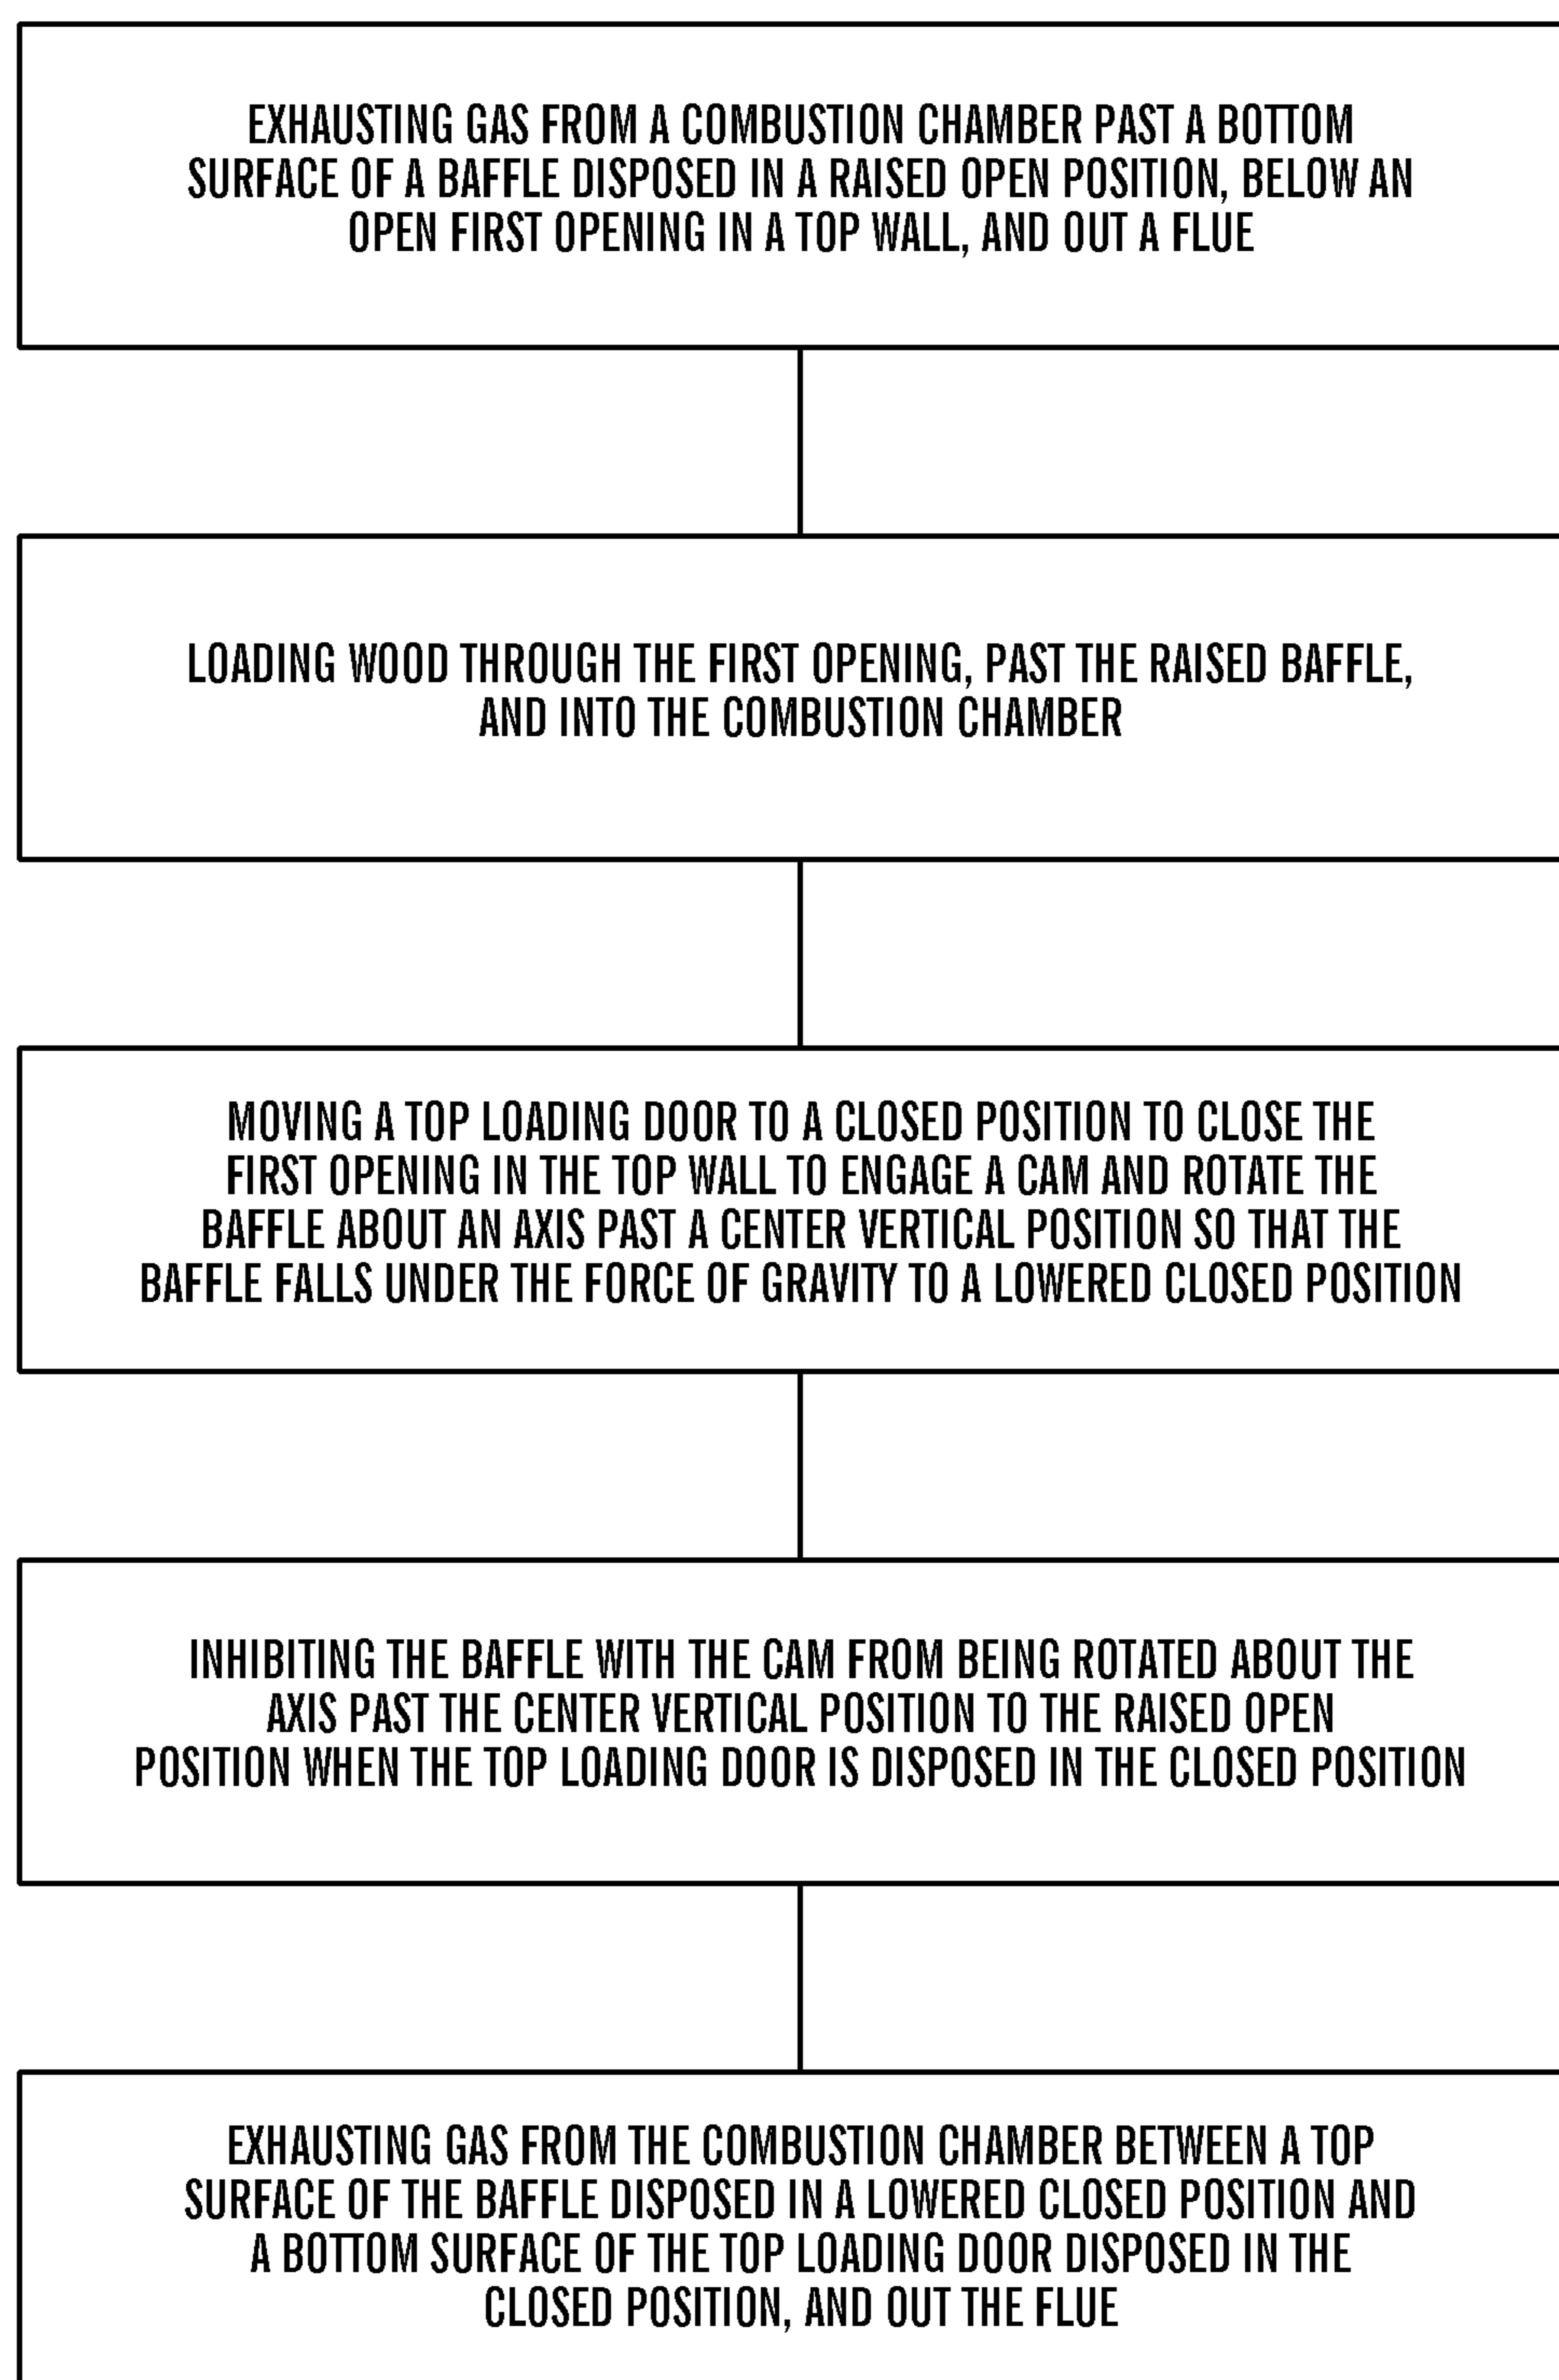 EXHAUSTING GAS FROM A COMBUSTION CHAMBER PAST A BOTTOM
SURFACE OF A BAFFLE DISPOSED IN A RAISED OPEN POSITION, BELOW AN
OPEN FIRST OPENING IN A TOP WALL, AND OUT A FLUE
LOADING WOOD THROUGH THE FIRST OPENING, PAST THE RAISED BAFFLE,
AND INTO THE COMBUSTION CHAMBER
MOVING A TOP LOADING DOOR TO A CLOSED POSITION TO CLOSE THE
FIRST OPENING IN THE TOP WALL TO ENGAGE A CAM AND ROTATE THE
BAFFLE ABOUT AN AXIS PAST A CENTER VERTICAL POSITION SO THAT THE
BAFFLE FALLS UNDER THE FORCE OF GRAVITY TO A LOWERED CLOSED POSITION
INHIBITING THE BAFFLE WITH THE CAM FROM BEING ROTATED ABOUT THE
AXIS PAST THE CENTER VERTICAL POSITION TO THE RAISED OPEN
POSITION WHEN THE TOP LOADING DOOR IS DISPOSED IN THE CLOSED POSITION
EXHAUSTING GAS FROM THE COMBUSTION CHAMBER BETWEEN A TOP
SURFACE OF THE BAFFLE DISPOSED IN A LOWERED CLOSED POSITION AND
A BOTTOM SURFACE OF THE TOP LOADING DOOR DISPOSED IN THE
CLOSED POSITION, AND OUT THE FLUE